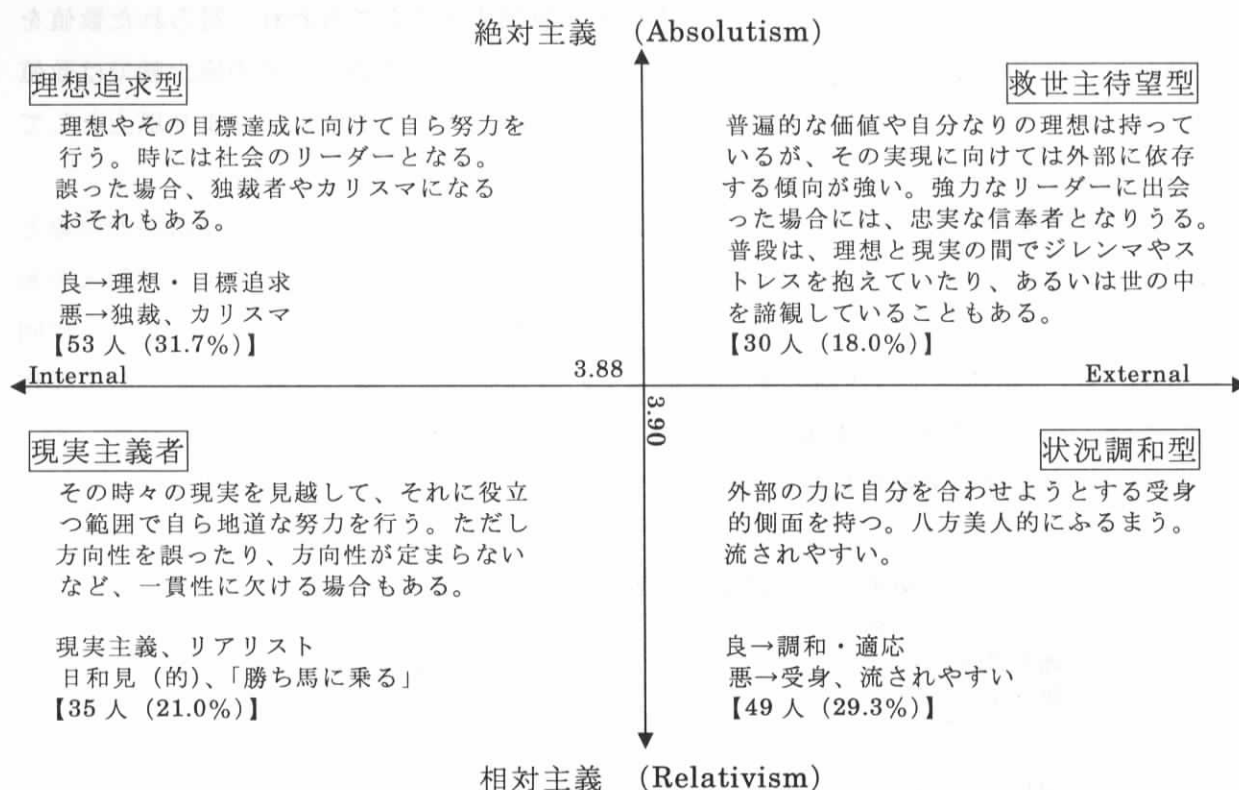 絶対主義 (Absolutism)
理想追求型
理想やその目標達成に向けて自ら努力を
行う。時には社会のリーダーとなる。
誤った場合、独裁者やカリスマになる
おそれもある。
良→理想・目標追求
悪→独裁、カリスマ
【53 人 (31.7%)】
救世主待望型
普遍的な価値や自分なりの理想は持って
いるが、その実現に向けては外部に依存
する傾向が強い。強力なリーダーに出会
った場合には、忠実な信奉者となりうる。
普段は、理想と現実の間でジレンマやス
トレスを抱えていたり、あるいは世の中
を諦観していることもある。
【30 人 (18.0%)】
Internal
3.88
External
3.90
現実主義者
その時々の現実を見越して、それに役立
つ範囲で自ら地道な努力を行う。ただし
方向性を誤ったり、方向性が定まらない
など、一貫性に欠ける場合もある。
現実主義、リアリスト
日和見（的）、「勝ち馬に乗る」
【35 人 (21.0%)】
状況調和型
外部の力に自分を合わせようとする受身
的側面を持つ。八方美人的にふるまう。
流されやすい。
良→調和・適応
悪→受身、流されやすい
【49 人 (29.3%)】
相対主義 (Relativism)